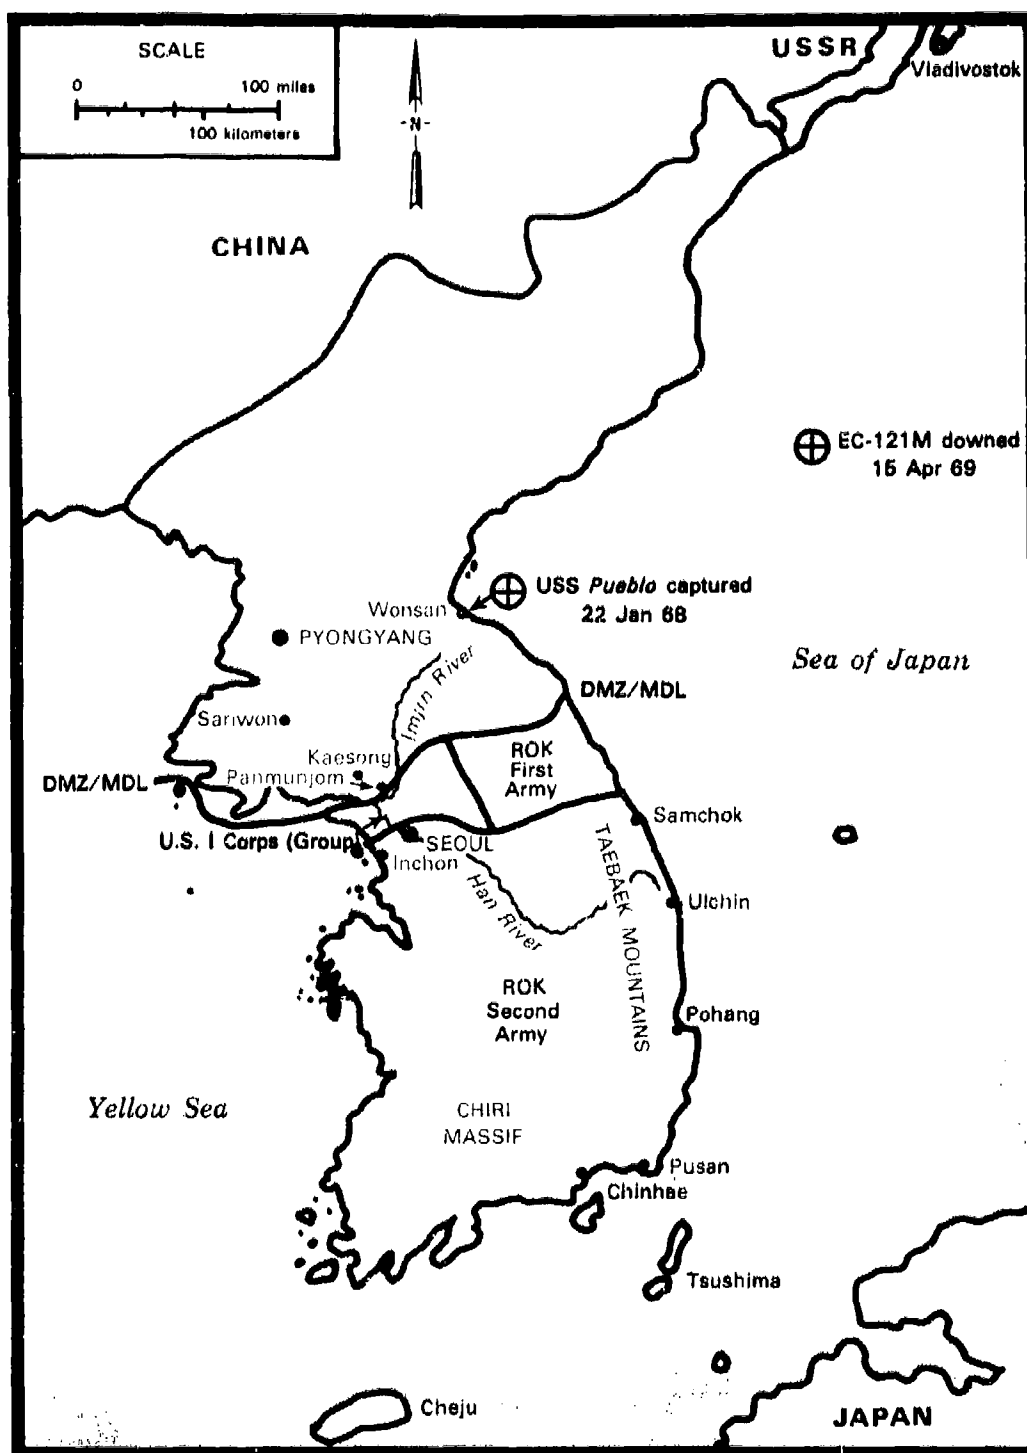 SCALE
0 100 miles
100 kilometers
-N-
USSR
Vladivostok
CHINA
EC-121M downed
15 Apr 69
USS Pueblo captured
22 Jan 68
Wonsan
PYONGYANG
Imjin River
Sea of Japan
DMZ/MDL
Sariwon
Kaesong
Panmunjom
ROK
First
Army
DMZ/MDL
Samchok
U.S. I Corps (Group)
SEOUL
Inchon
TAEBAEK MOUNTAINS
Han River
Ulchin
ROK
Second
Army
Pohang
Yellow Sea
CHIRI
MASSIF
Pusan
Chinhae
Tsushima
Cheju
JAPAN